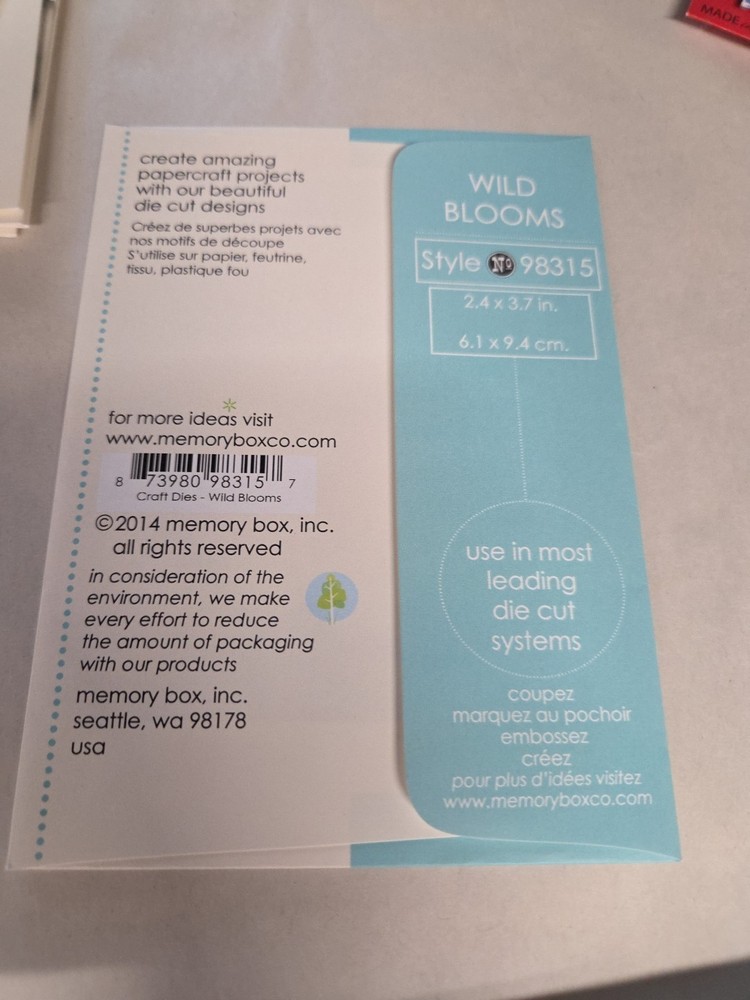 MADE
create amazing
papercraft projects
with our beautiful
die cut designs
Créez de superbes projets avec
nos motifs de découpe
S'utilise sur papier, feutrine,
tissu, plastique fou
for more ideas visit
www.memoryboxco.com
8 73980 98315 7
Craft Dies - Wild Blooms
©2014 memory box, inc.
all rights reserved
in consideration of the
environment, we make
every effort to reduce
the amount of packaging
with our products
memory box, inc.
seattle, wa 98178
usa
WILD
BLOOMS
Style No 98315
2.4 x 3.7 in.
6.1 x 9.4 cm.
use in most
leading
die cut
systems
coupez
marquez au pochoir
embossez
créez
pour plus d'idées visitez
www.memoryboxco.com